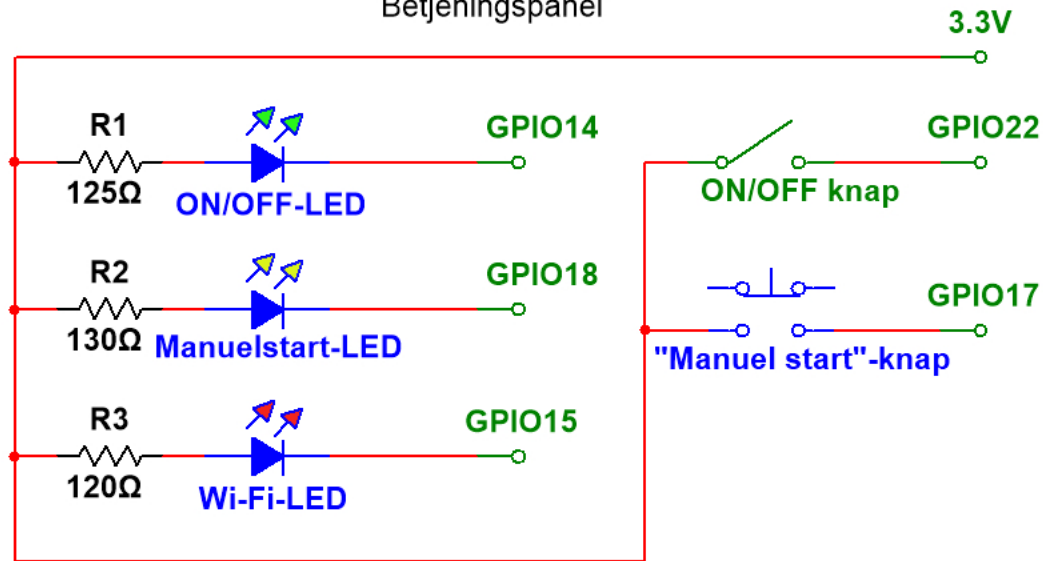 Betjeningspanel
3.3V
R1
125Ω
ON/OFF-LED
GPIO14
ON/OFF knap
GPIO22
R2
130Ω
Manuelstart-LED
GPIO18
"Manuel start"-knap
GPIO17
R3
120Ω
Wi-Fi-LED
GPIO15